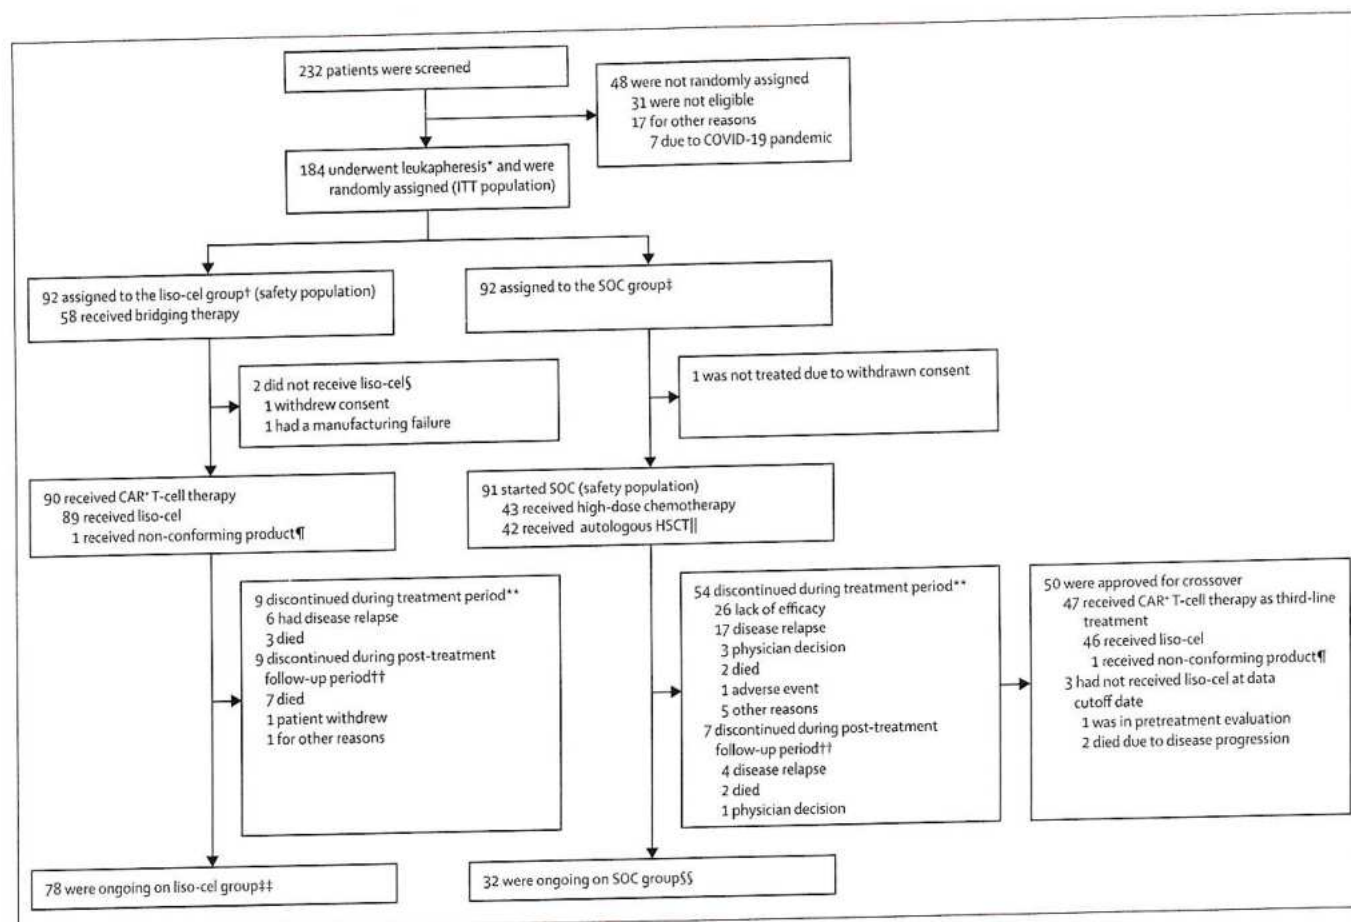 232 patients were screened
48 were not randomly assigned
31 were not eligible
17 for other reasons
7 due to COVID-19 pandemic
184 underwent leukapheresis* and were
randomly assigned (ITT population)
92 assigned to the liso-cel group† (safety population)
58 received bridging therapy
92 assigned to the SOC group‡
2 did not receive liso-cel§
1 withdrew consent
1 had a manufacturing failure
1 was not treated due to withdrawn consent
90 received CAR⁺ T-cell therapy
89 received liso-cel
1 received non-conforming product¶
91 started SOC (safety population)
43 received high-dose chemotherapy
42 received autologous HSCT||
9 discontinued during treatment period**
6 had disease relapse
3 died
9 discontinued during post-treatment
follow-up period††
7 died
1 patient withdrew
1 for other reasons
54 discontinued during treatment period**
26 lack of efficacy
17 disease relapse
3 physician decision
2 died
1 adverse event
5 other reasons
7 discontinued during post-treatment
follow-up period††
4 disease relapse
2 died
1 physician decision
50 were approved for crossover
47 received CAR⁺ T-cell therapy as third-line
treatment
46 received liso-cel
1 received non-conforming product¶
3 had not received liso-cel at data
cutoff date
1 was in pretreatment evaluation
2 died due to disease progression
78 were ongoing on liso-cel group‡‡
32 were ongoing on SOC group§§